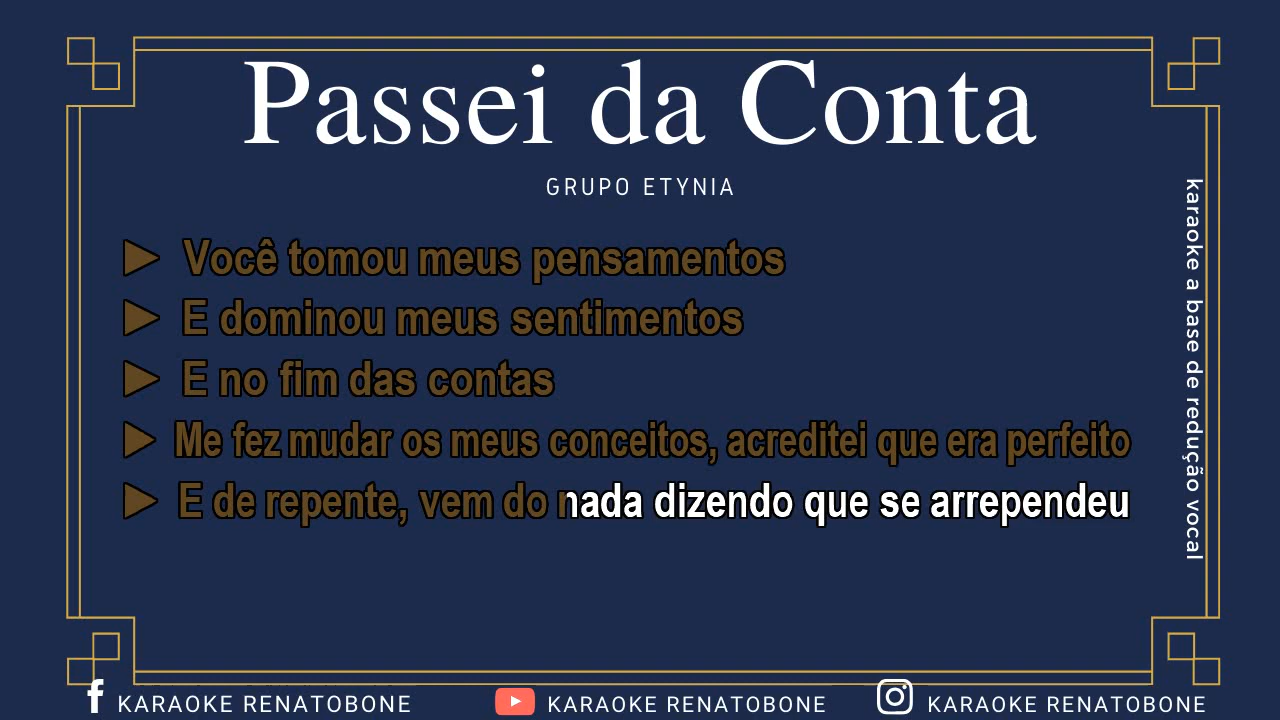 Passei da Conta
GRUPO ETYNIA
Você tomou meus pensamentos
E dominou meus sentimentos
E no fim das contas
Me fez mudar os meus conceitos, acreditei que era perfeito
E de repente, vem do nada dizendo que se arrependeu
karaoke a base de redução vocal
KARAOKE RENATOBONE
KARAOKE RENATOBONE
KARAOKE RENATOBONE